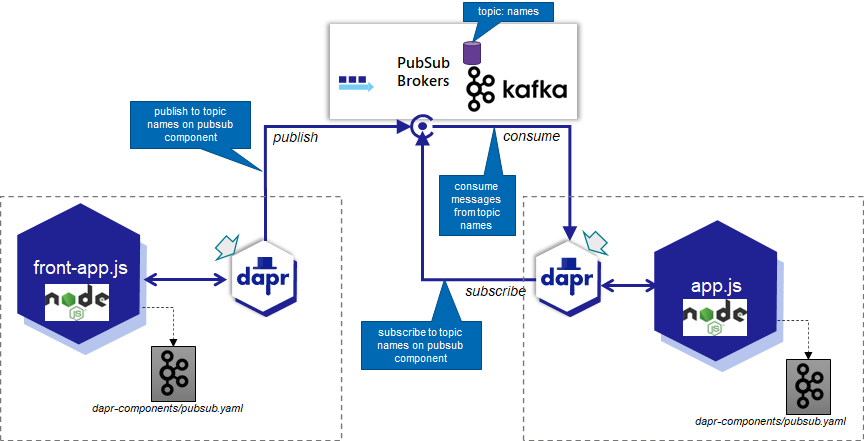 topic: names
PubSub
Brokers
kafka
publish to topic
names on pubsub
component
publish
consume
consume
messages
from topic
names
front-app.js
node
JS
dapr
dapr
app.js
node
JS
subscribe
subscribe to topic
names on pubsub
component
dapr-components/pubsub.yaml
dapr-components/pubsub.yaml